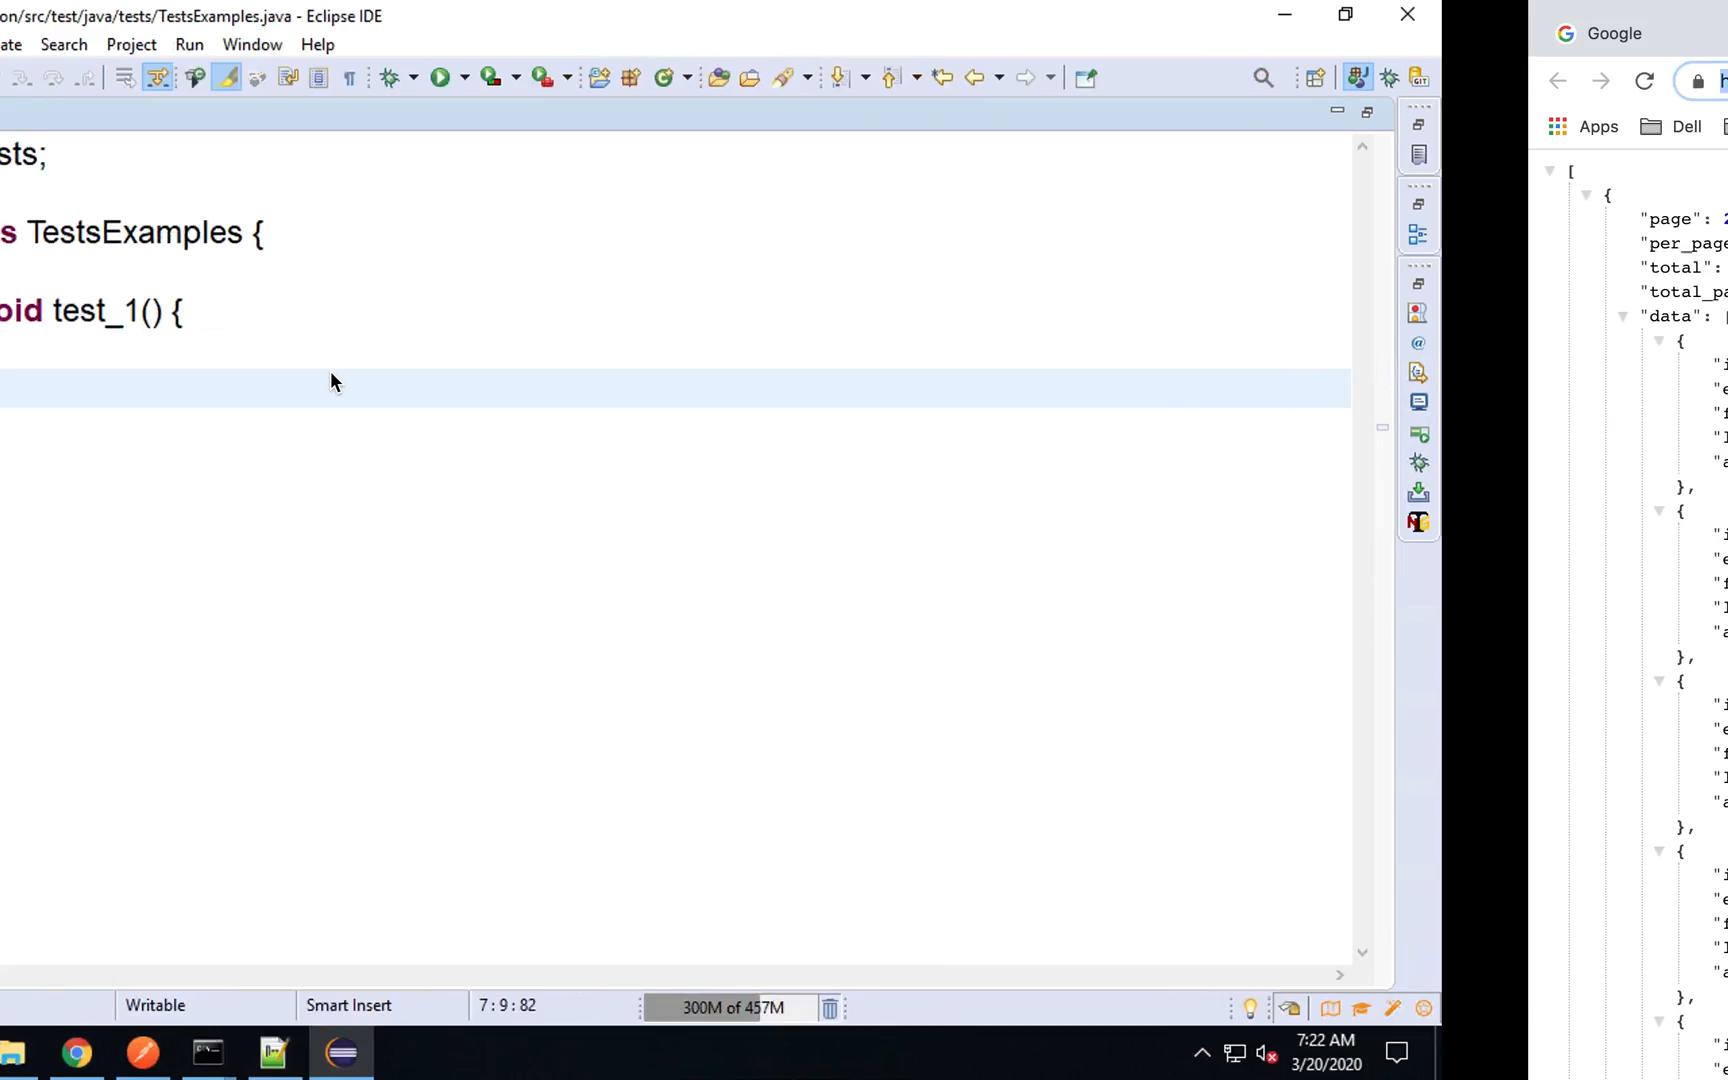 on/src/test/java/tests/TestsExamples.java - Eclipse IDE
ate Search Project Run Window Help
sts;
s TestsExamples {
oid test_1() {
Writable Smart Insert 7 : 9 : 82 300M of 457M
7:22 AM
3/20/2020
Google
Apps Dell
[
{
"page": 2
"per_page
"total":
"total_pa
"data": [
{
"i
"e
"f
"l
"a
},
{
"i
"e
"f
"l
"a
},
{
"i
"e
"f
"l
"a
},
{
"i
"e
"f
"l
"a
},
{
"i
"e